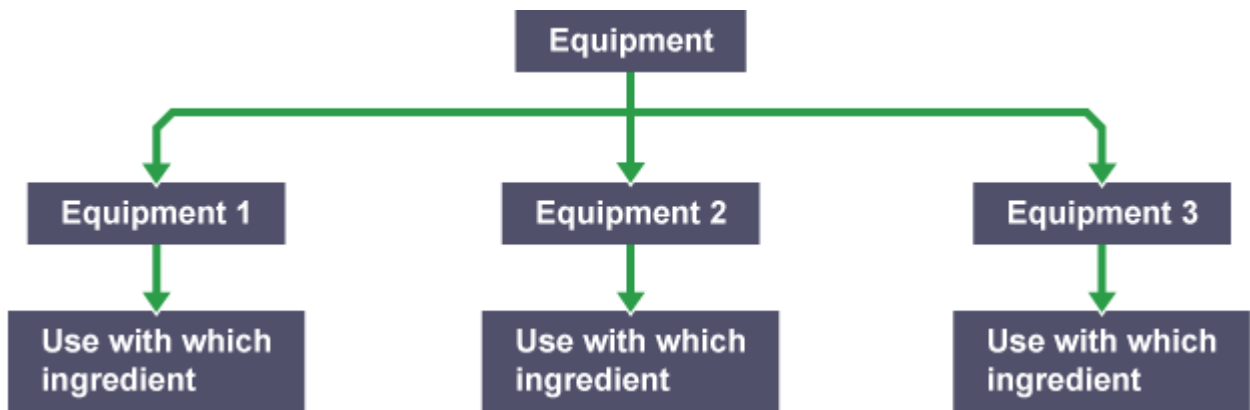 Equipment
Equipment 1
Equipment 2
Equipment 3
Use with which
ingredient
Use with which
ingredient
Use with which
ingredient